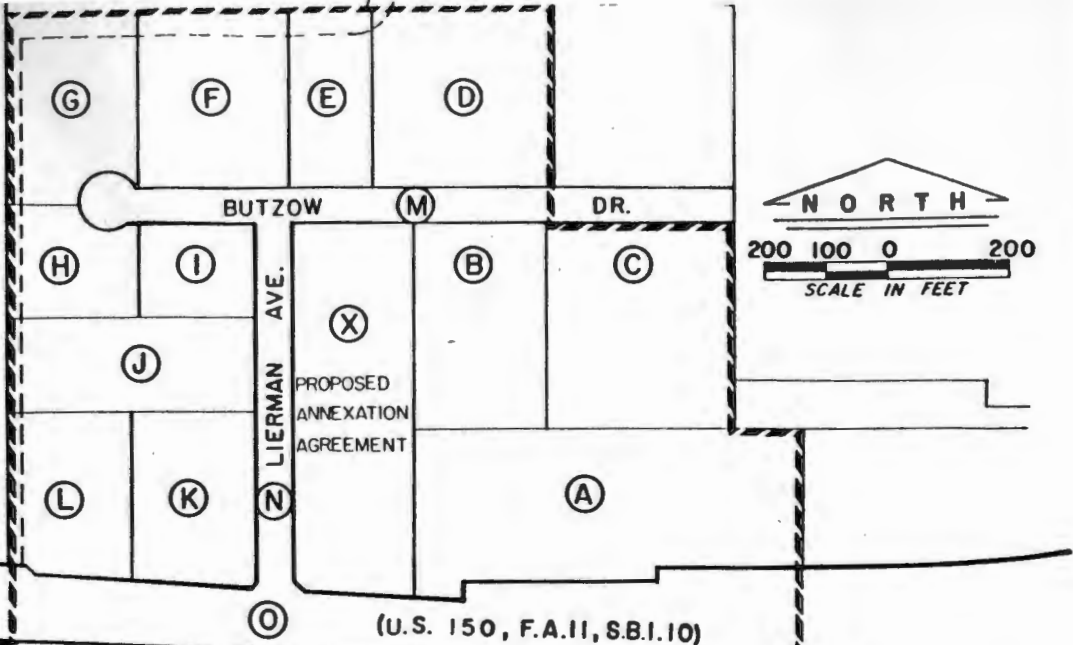 G
F
E
D
BUTZOW
M
DR.
NORTH
200 100 0 200
SCALE IN FEET
H
I
B
C
LIERMAN AVE.
X
PROPOSED
ANNEXATION
AGREEMENT
J
L
K
N
A
O
(U.S. 150, F.A.11, S.B.I.10)